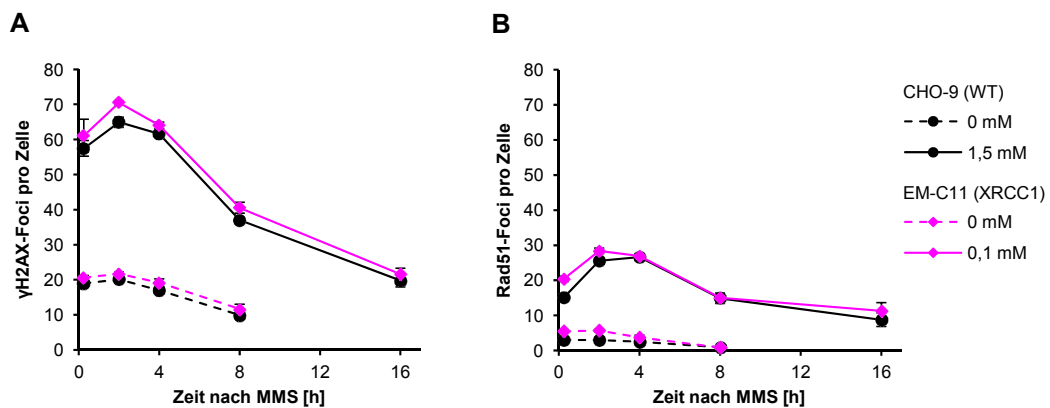 A
γH2AX-Foci pro Zelle
80
70
60
50
40
30
20
10
0
0 4 8 12 16
Zeit nach MMS [h]
B
Rad51-Foci pro Zelle
80
70
60
50
40
30
20
10
0
0 4 8 12 16
Zeit nach MMS [h]
CHO-9 (WT)
0 mM
1,5 mM
EM-C11 (XRCC1)
0 mM
0,1 mM